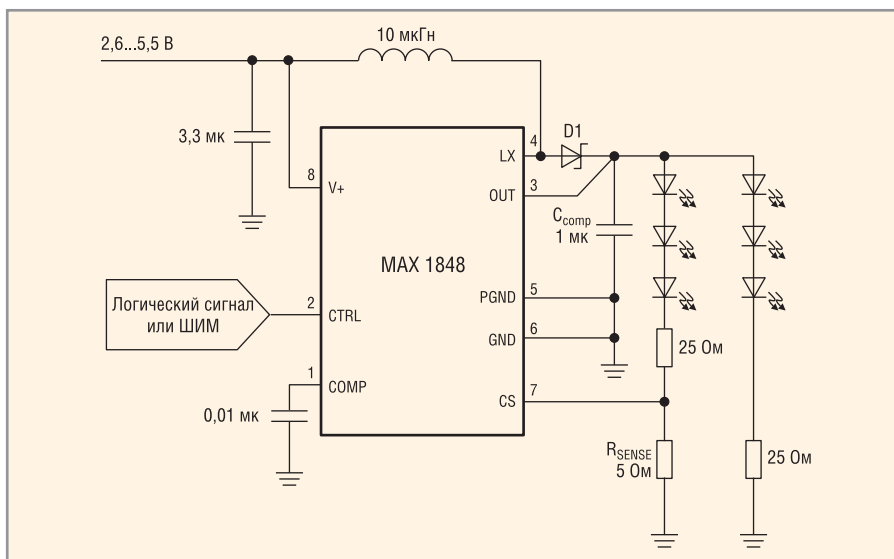 2,6...5,5 В
10 мкГн
3,3 мк
D1
4
LX
8
V+
3
OUT
Ccomp
1 мк
MAX 1848
Логический сигнал
или ШИМ
2
CTRL
5
PGND
6
GND
25 Ом
1
COMP
7
CS
0,01 мк
RSENSE
5 Ом
25 Ом